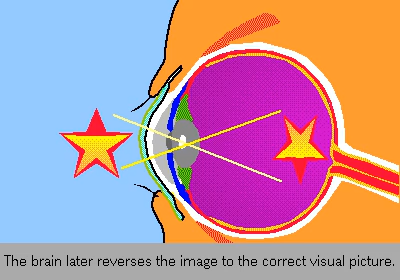 The brain later reverses the image to the correct visual picture.